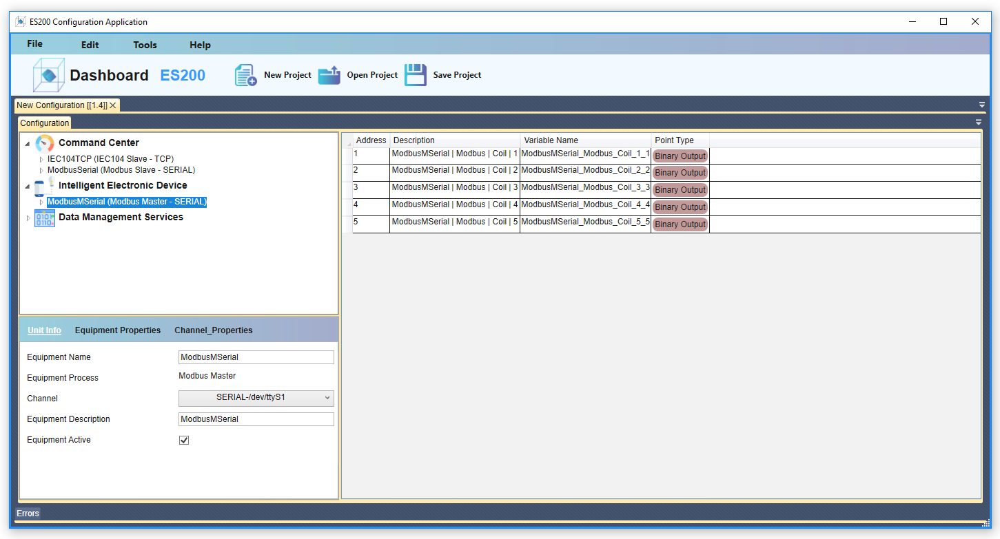 ES200 Configuration Application
File Edit Tools Help
Dashboard ES200 New Project Open Project Save Project
New Configuration [[1.4]]
Configuration
Command Center
IEC104TCP (IEC104 Slave - TCP)
ModbusSerial (Modbus Slave - SERIAL)
Intelligent Electronic Device
ModbusMSerial (Modbus Master - SERIAL)
Data Management Services
Address Description Variable Name Point Type
1 ModbusMSerial | Modbus | Coil | 1 ModbusMSerial_Modbus_Coil_1_1 Binary Output
2 ModbusMSerial | Modbus | Coil | 2 ModbusMSerial_Modbus_Coil_2_2 Binary Output
3 ModbusMSerial | Modbus | Coil | 3 ModbusMSerial_Modbus_Coil_3_3 Binary Output
4 ModbusMSerial | Modbus | Coil | 4 ModbusMSerial_Modbus_Coil_4_4 Binary Output
5 ModbusMSerial | Modbus | Coil | 5 ModbusMSerial_Modbus_Coil_5_5 Binary Output
Unit Info Equipment Properties Channel_Properties
Equipment Name ModbusMSerial
Equipment Process Modbus Master
Channel SERIAL-/dev/ttyS1
Equipment Description ModbusMSerial
Equipment Active
Errors